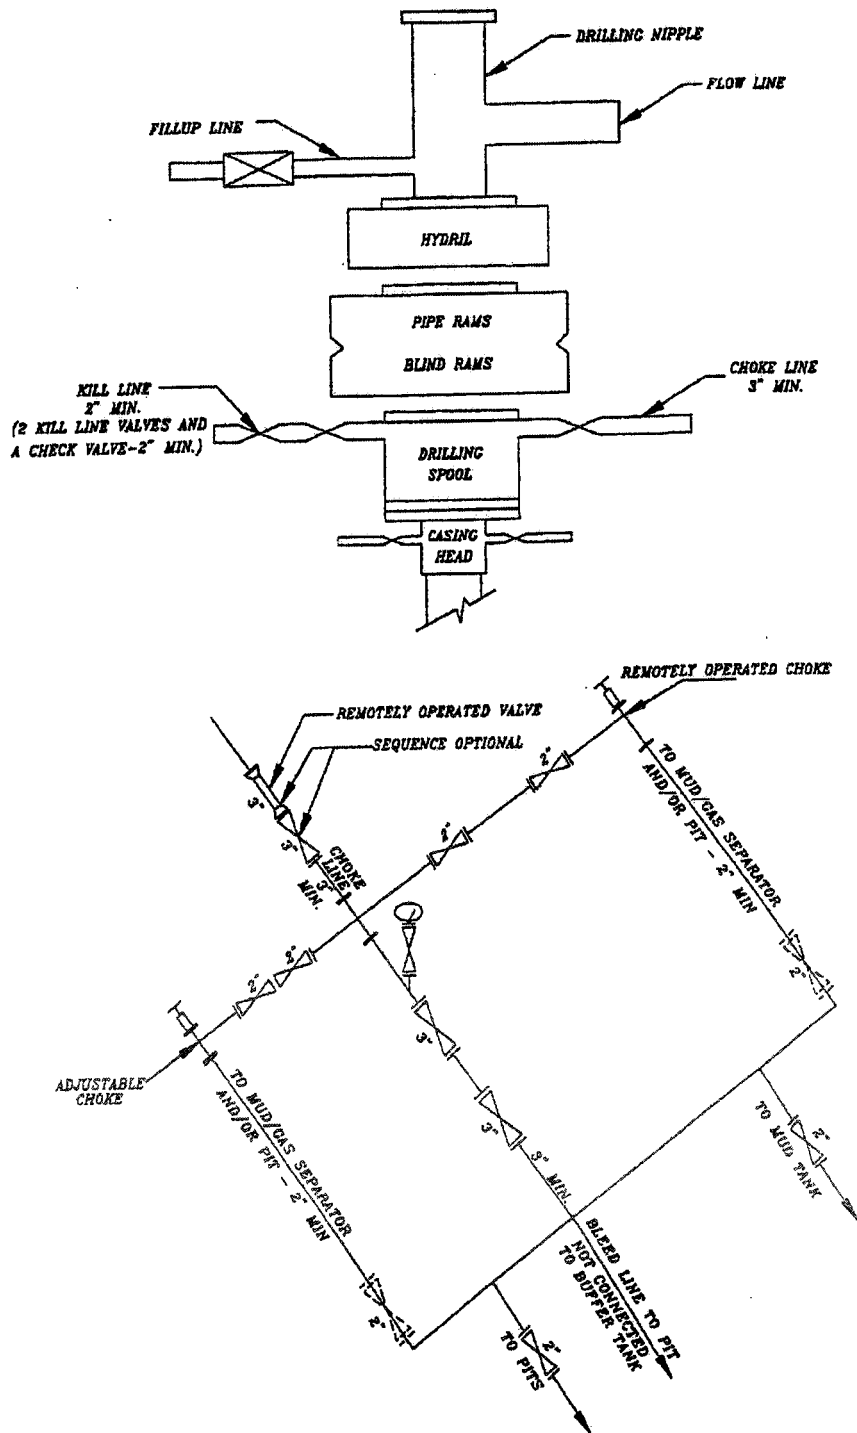 DRILLING NIPPLE
FLOW LINE
FILLUP LINE
HYDRIL
PIPE RAMS
BLIND RAMS
KILL LINE
2" MIN.
(2 KILL LINE VALVES AND
A CHECK VALVE-2" MIN.)
CHOKE LINE
3" MIN.
DRILLING
SPOOL
CASING
HEAD
REMOTELY OPERATED CHOKE
REMOTELY OPERATED VALVE
SEQUENCE OPTIONAL
3"
3"
CHOKE
LINE
3"
MIN.
2"
2"
TO MUD/GAS SEPARATOR
AND/OR PIT - 2" MIN
2"
2"
2"
3"
2"
ADJUSTABLE
CHOKE
TO MUD/GAS SEPARATOR
AND/OR PIT - 2" MIN
3"
3" MIN.
2"
TO MUD TANK
BLEED LINE TO PIT
NOT CONNECTED
TO BUFFER TANK
2"
2"
TO PITS